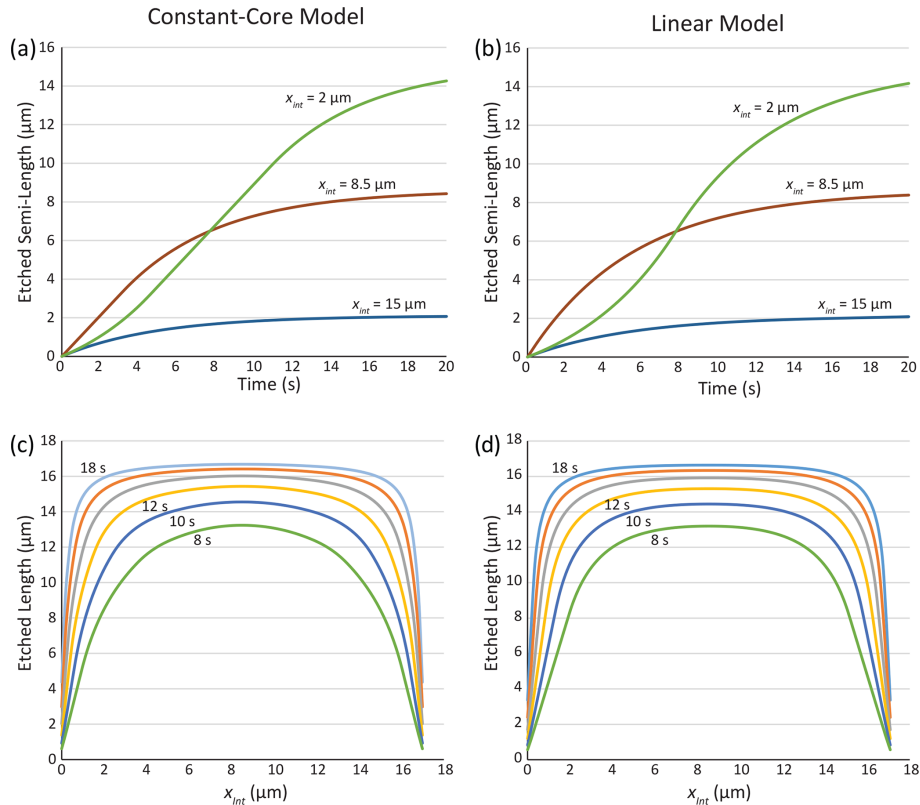 Constant-Core Model
Linear Model
(a)
16
14
12
10
8
6
4
2
0
Etched Semi-Length (µm)
x_int = 2 µm
x_int = 8.5 µm
x_int = 15 µm
0 2 4 6 8 10 12 14 16 18 20
Time (s)
(b)
16
14
12
10
8
6
4
2
0
Etched Semi-Length (µm)
x_int = 2 µm
x_int = 8.5 µm
x_int = 15 µm
0 2 4 6 8 10 12 14 16 18 20
Time (s)
(c)
18
16
14
12
10
8
6
4
2
0
Etched Length (µm)
18 s
12 s
10 s
8 s
0 2 4 6 8 10 12 14 16 18
x_Int (µm)
(d)
18
16
14
12
10
8
6
4
2
0
Etched Length (µm)
18 s
12 s
10 s
8 s
0 2 4 6 8 10 12 14 16 18
x_Int (µm)